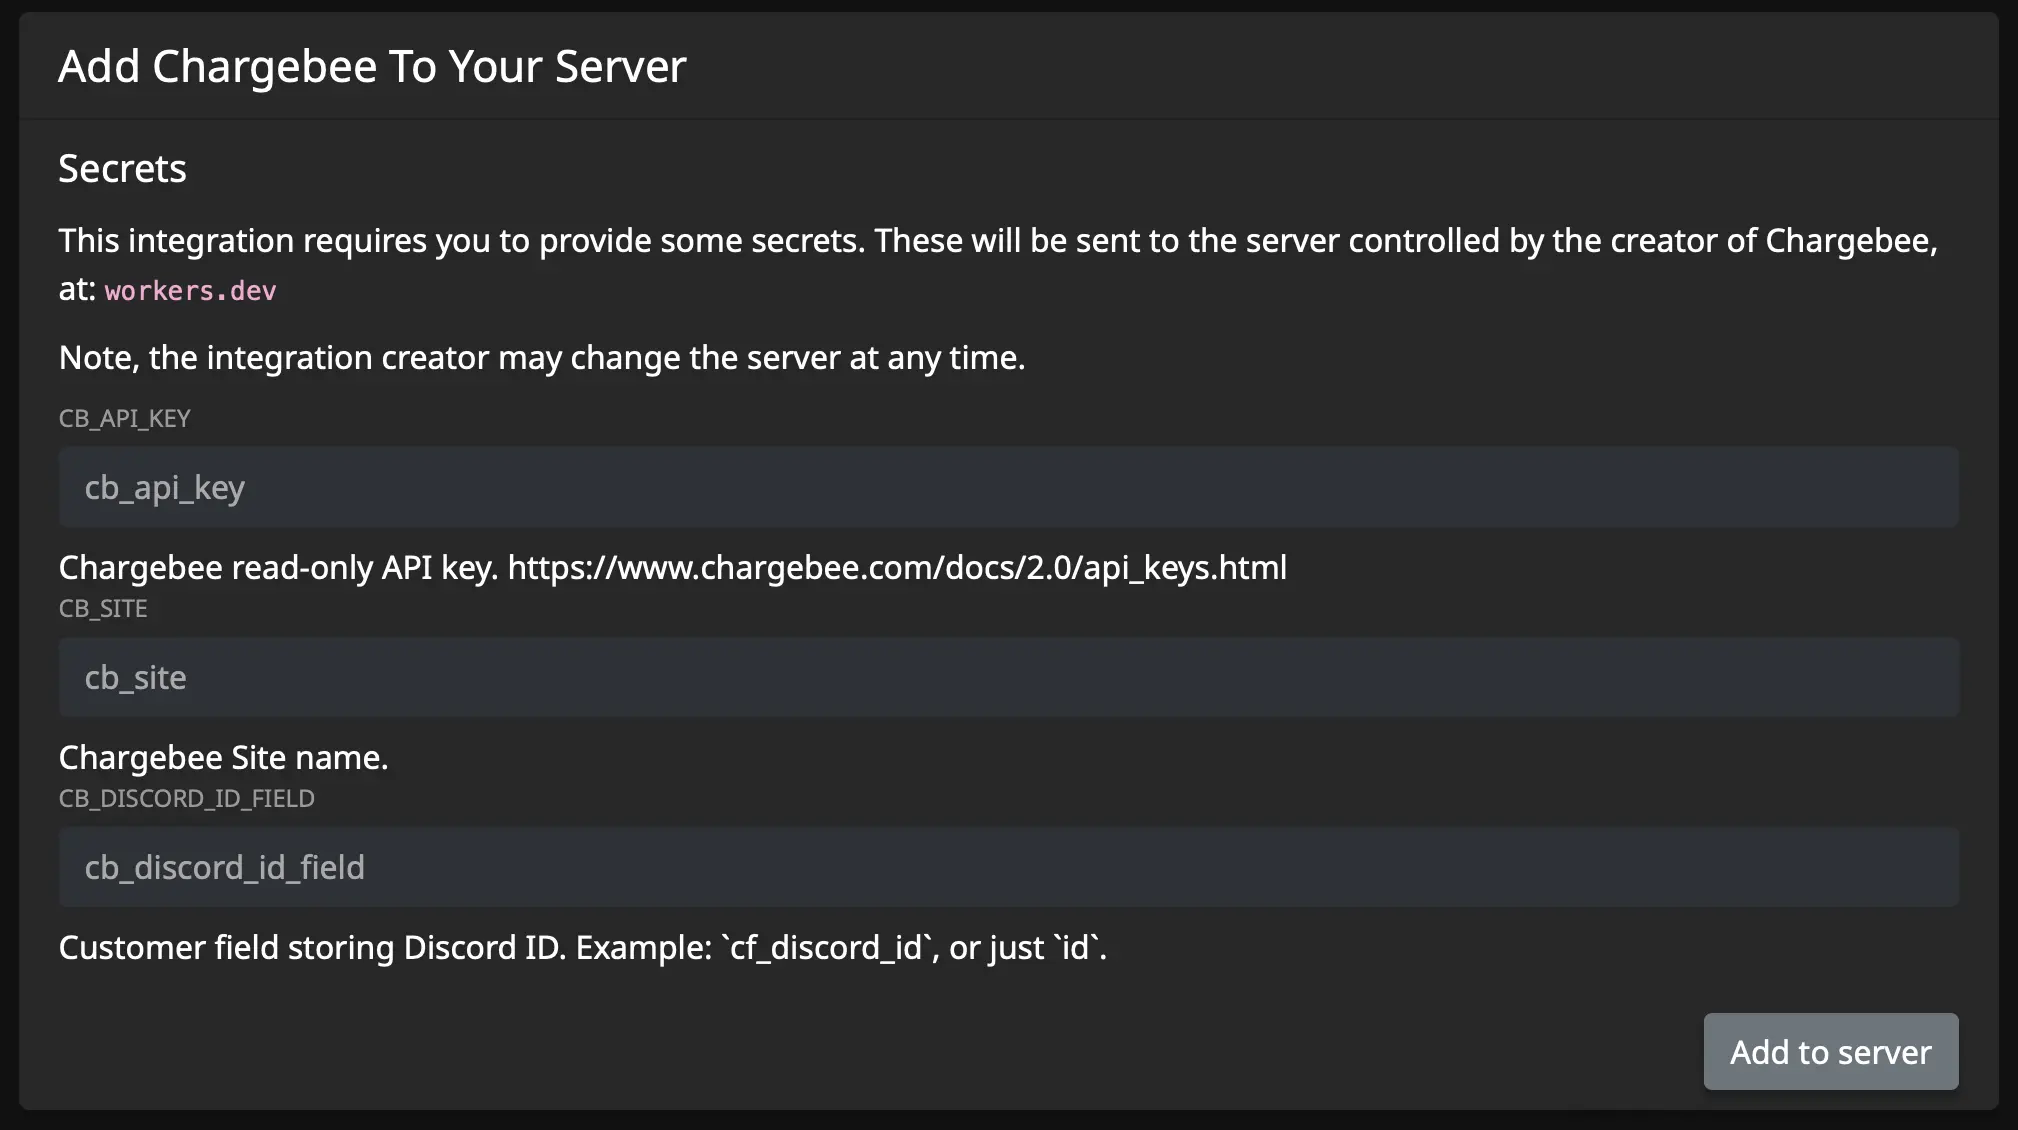 Add Chargebee To Your Server
Secrets
This integration requires you to provide some secrets. These will be sent to the server controlled by the creator of Chargebee,
at: workers.dev
Note, the integration creator may change the server at any time.
CB_API_KEY
cb_api_key
Chargebee read-only API key. https://www.chargebee.com/docs/2.0/api_keys.html
CB_SITE
cb_site
Chargebee Site name.
CB_DISCORD_ID_FIELD
cb_discord_id_field
Customer field storing Discord ID. Example: `cf_discord_id`, or just `id`.
Add to server